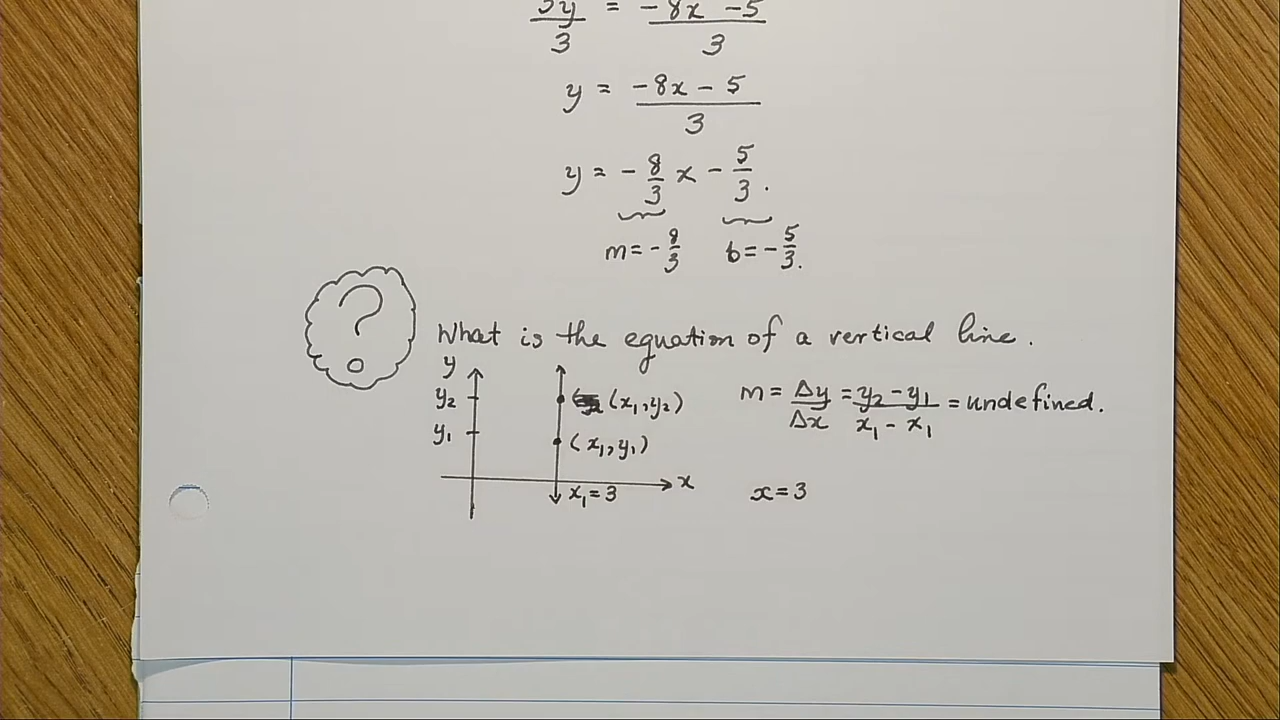 3y/3 = -8x -5/3
y = -8x - 5/3
y = -8/3 x - 5/3.
m = -8/3 b = -5/3.
?
What is the equation of a vertical line.
y
y₂ (x₁, y₂)
y₁ (x₁, y₁)
x₁ = 3 x
m = Δy/Δx = y₂ - y₁/x₁ - x₁ = undefined.
x = 3